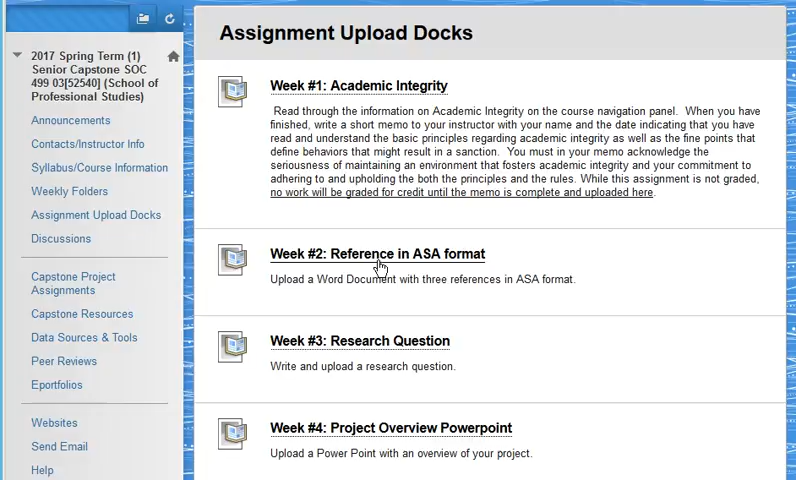 2017 Spring Term (1)
Senior Capstone SOC
499 03[52540] (School of
Professional Studies)
Announcements
Contacts/Instructor Info
Syllabus/Course Information
Weekly Folders
Assignment Upload Docks
Discussions
Capstone Project
Assignments
Capstone Resources
Data Sources & Tools
Peer Reviews
Eportfolios
Websites
Send Email
Help
Assignment Upload Docks
Week #1: Academic Integrity
Read through the information on Academic Integrity on the course navigation panel. When you have
finished, write a short memo to your instructor with your name and the date indicating that you have
read and understand the basic principles regarding academic integrity as well as the fine points that
define behaviors that might result in a sanction. You must in your memo acknowledge the
seriousness of maintaining an environment that fosters academic integrity and your commitment to
adhering to and upholding the both the principles and the rules. While this assignment is not graded,
no work will be graded for credit until the memo is complete and uploaded here.
Week #2: Reference in ASA format
Upload a Word Document with three references in ASA format.
Week #3: Research Question
Write and upload a research question.
Week #4: Project Overview Powerpoint
Upload a Power Point with an overview of your project.